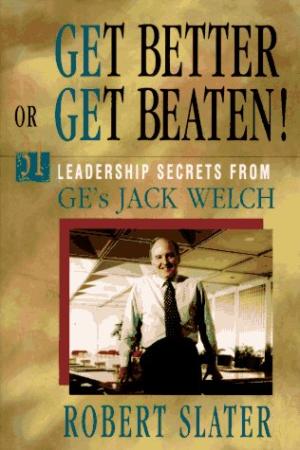 GET BETTER
OR GET BEATEN!
31 LEADERSHIP SECRETS FROM
GE's JACK WELCH
ROBERT SLATER